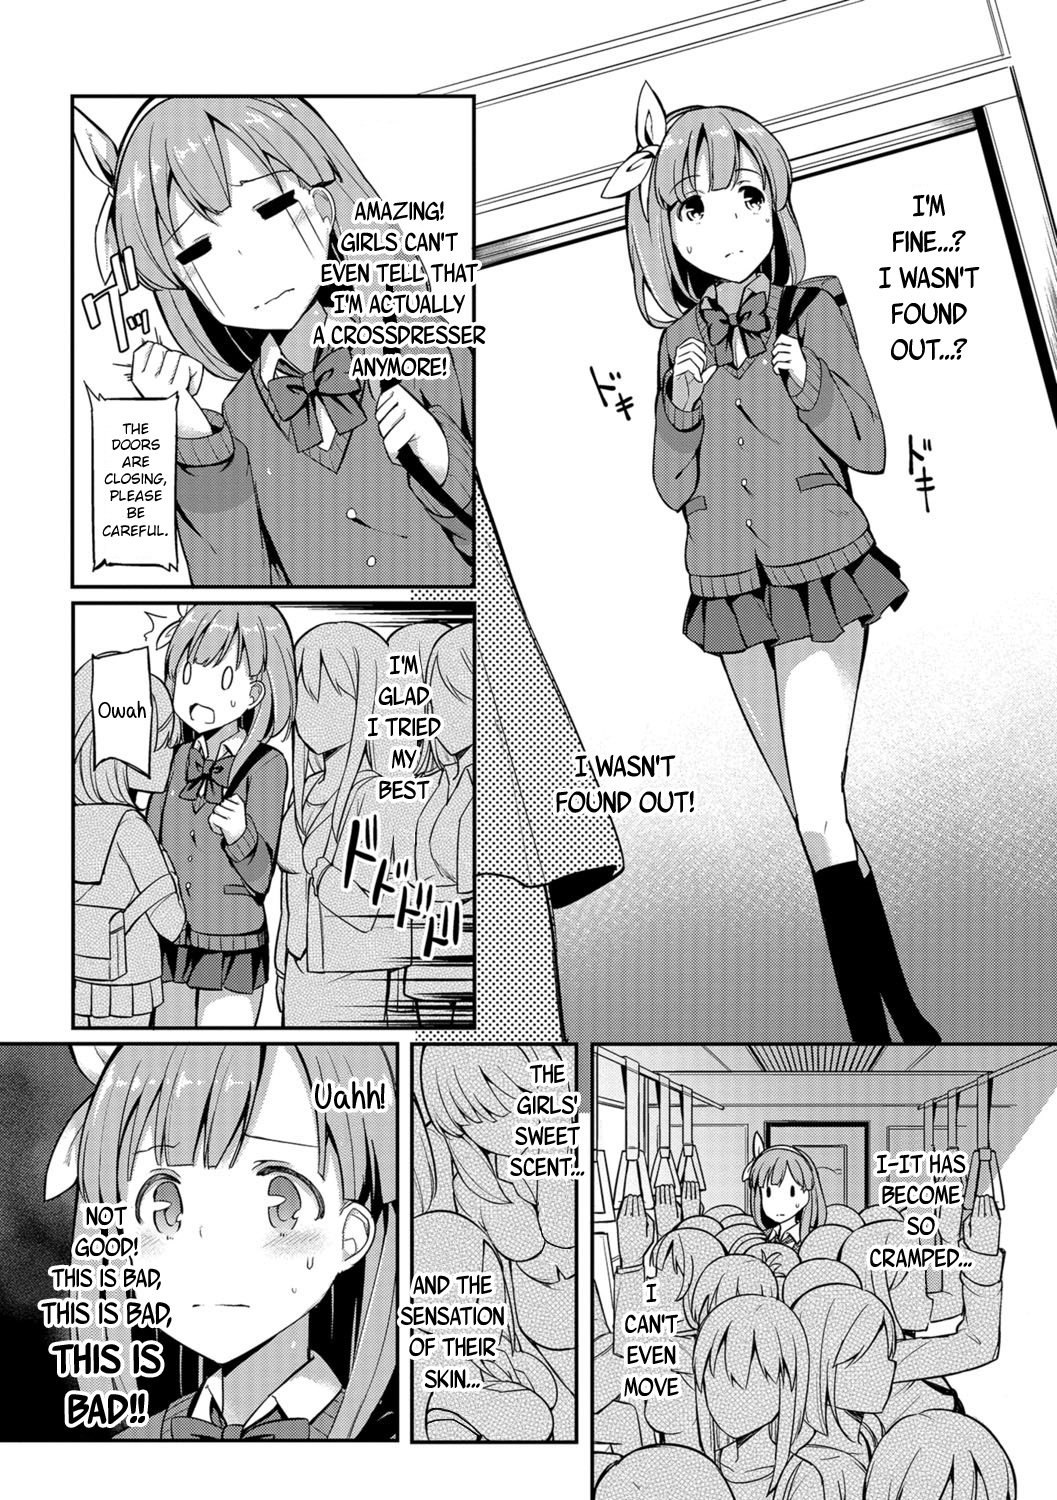 I'M
FINE...?
I WASN'T
FOUND
OUT...?
ドキ
ドキ
I WASN'T
FOUND OUT!
AMAZING!
GIRLS CAN'T
EVEN TELL THAT
I'M ACTUALLY
A CROSSDRESSER
ANYMORE!
グッ
THE
DOORS
ARE
CLOSING,
PLEASE
BE
CAREFUL.
I'M
GLAD
I TRIED
MY
BEST
Owah
ドドドド
I-IT HAS
BECOME
SO
CRAMPED...
I
CAN'T
EVEN
MOVE
THE
GIRLS'
SWEET
SCENT...
AND THE
SENSATION
OF THEIR
SKIN...
Uahh!
NOT
GOOD!
THIS IS BAD,
THIS IS BAD,
THIS IS
BAD!!